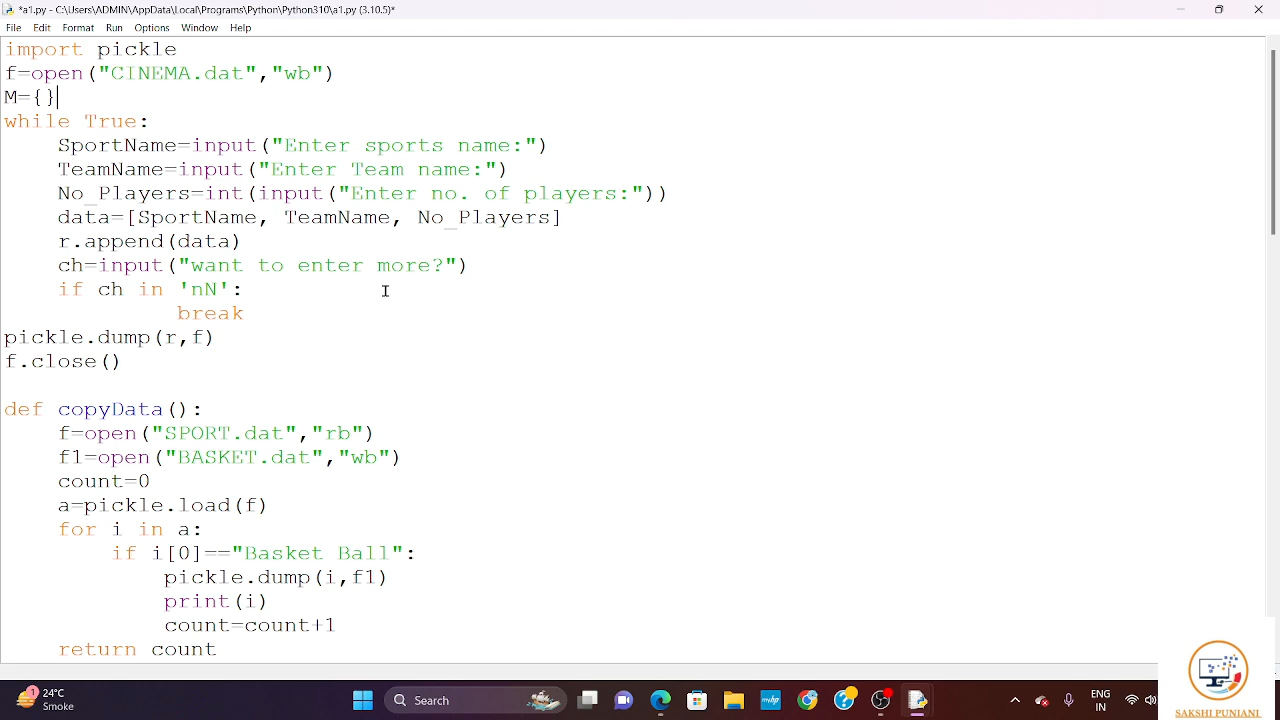 *a1.py - C:\Users\ADMIN\AppData\Local\Programs\Python\Python310\a1.py (3.10.5)*
File Edit Format Run Options Window Help
import pickle
f=open("CINEMA.dat","wb")
M={}
while True:
    SportName=input("Enter sports name:")
    TeamName=input("Enter Team name:")
    No_Players=int(input("Enter no. of players:"))
    data=[SportName, TeamName, No_Players]
    r.append(data)
    ch=input("want to enter more?")
    if ch in 'nN':
             break
pickle.dump(r,f)
f.close()
def copyData():
    f=open("SPORT.dat","rb")
    f1=open("BASKET.dat","wb")
    count=0
    a=pickle.load(f)
    for i in a:
        if i[0]=="Basket Ball":
            pickle.dump(i,f1)
            print(i)
            count=count+1
    return count
SAKSHI PUNIANI
1
24°C
Smoke
Search
my
hp
ENG
IN